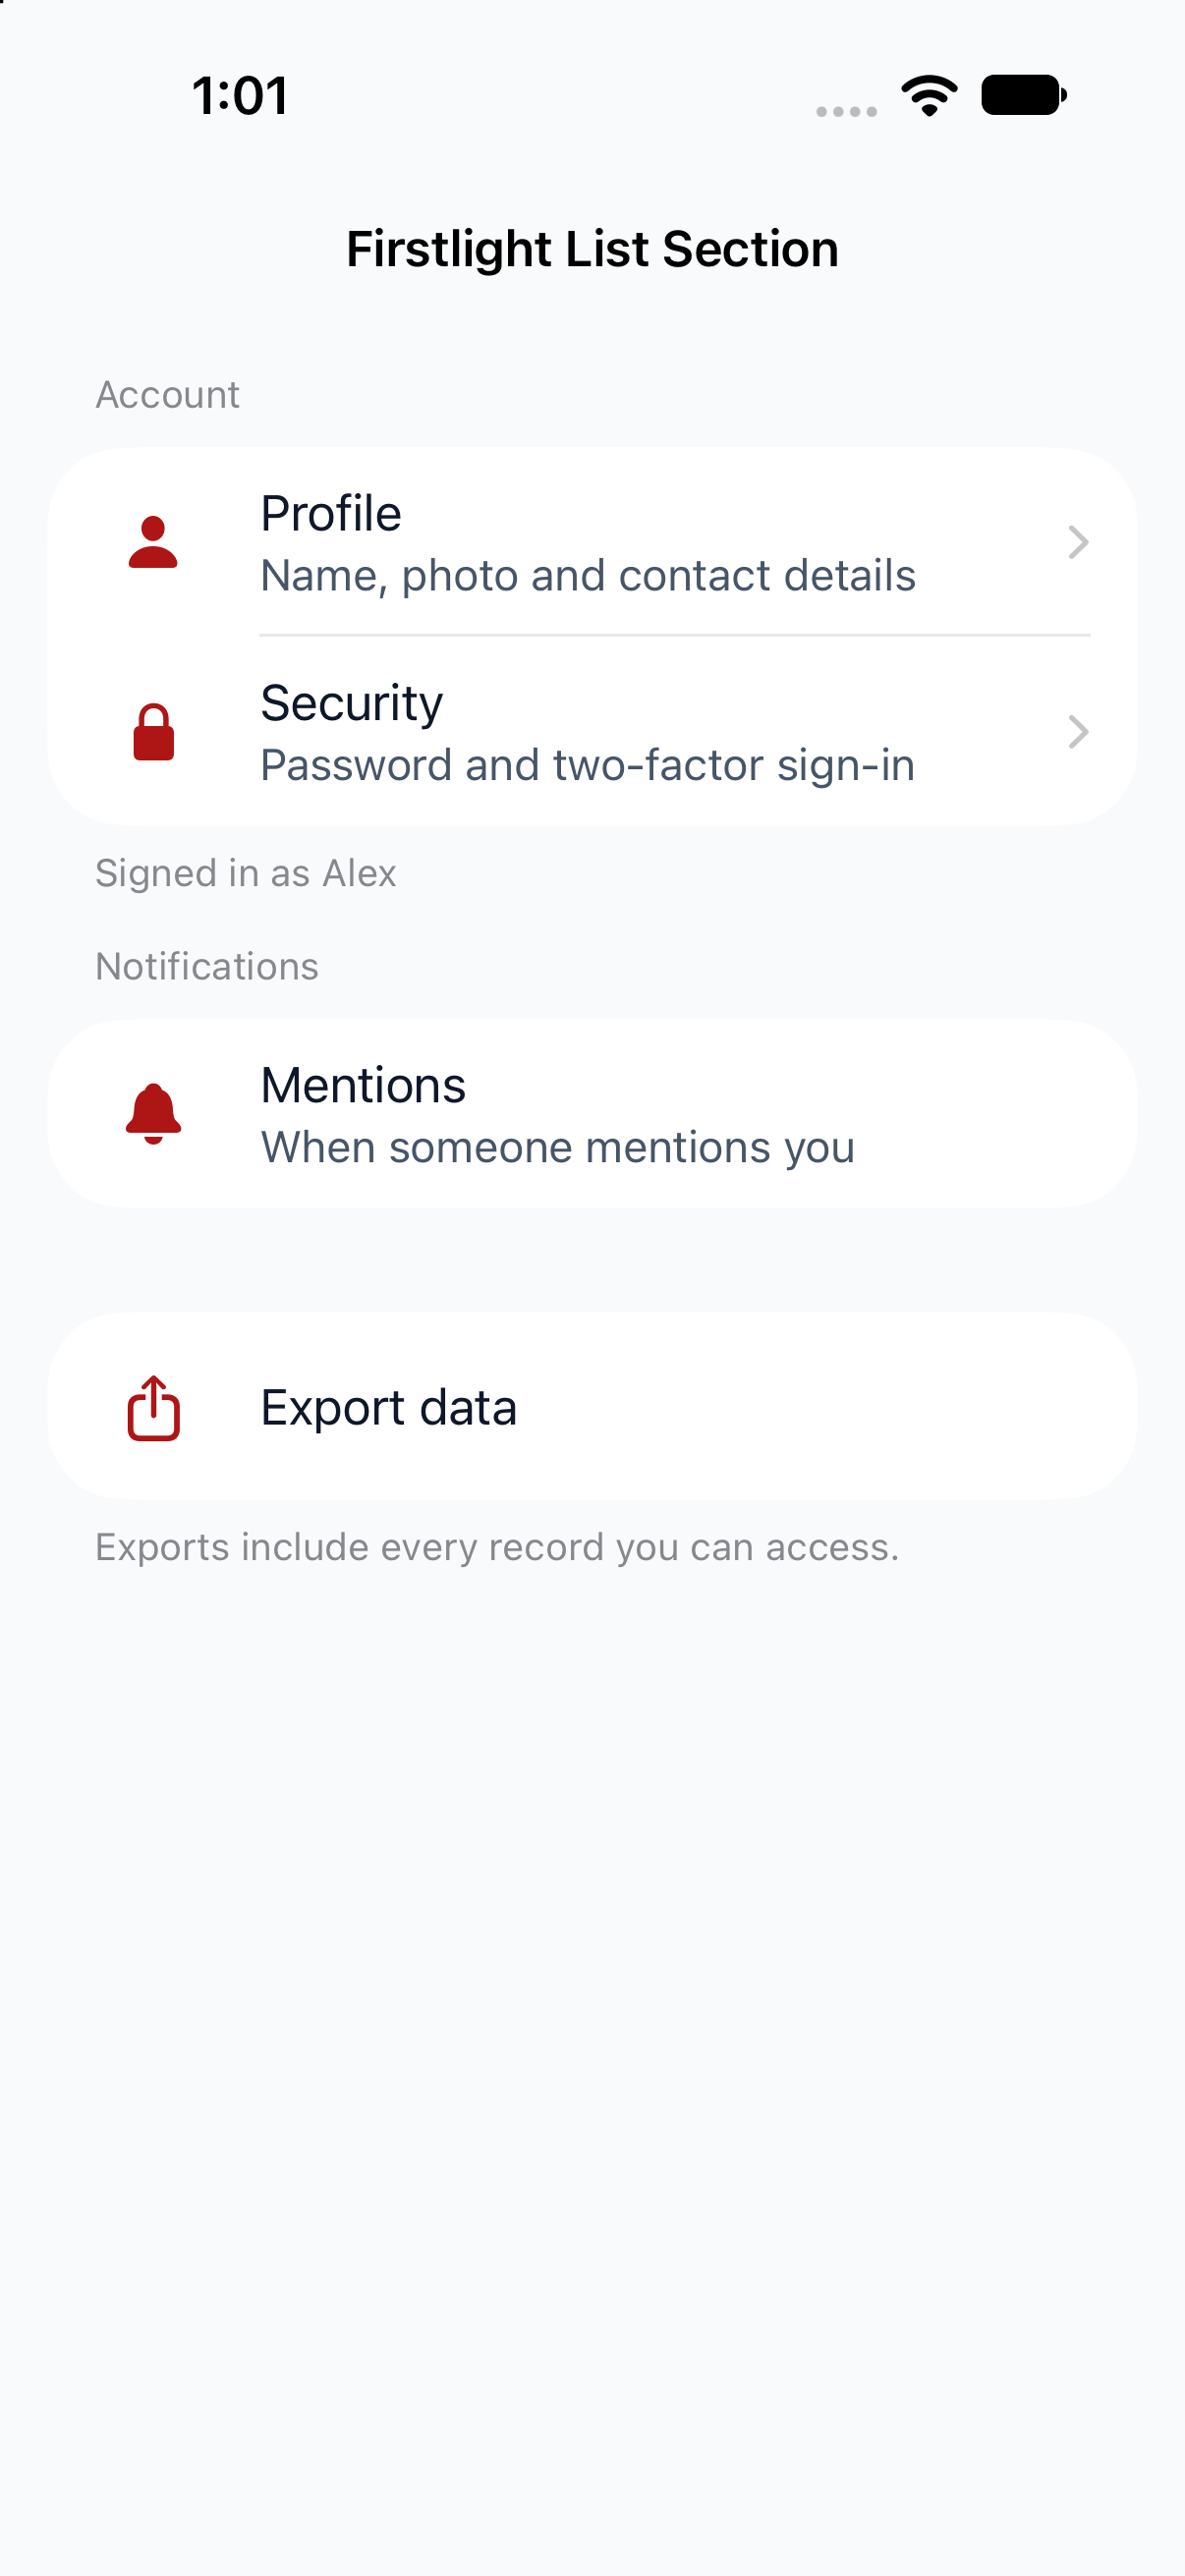 1:01
Firstlight List Section
Account
Profile
Name, photo and contact details
Security
Password and two-factor sign-in
Signed in as Alex
Notifications
Mentions
When someone mentions you
Export data
Exports include every record you can access.